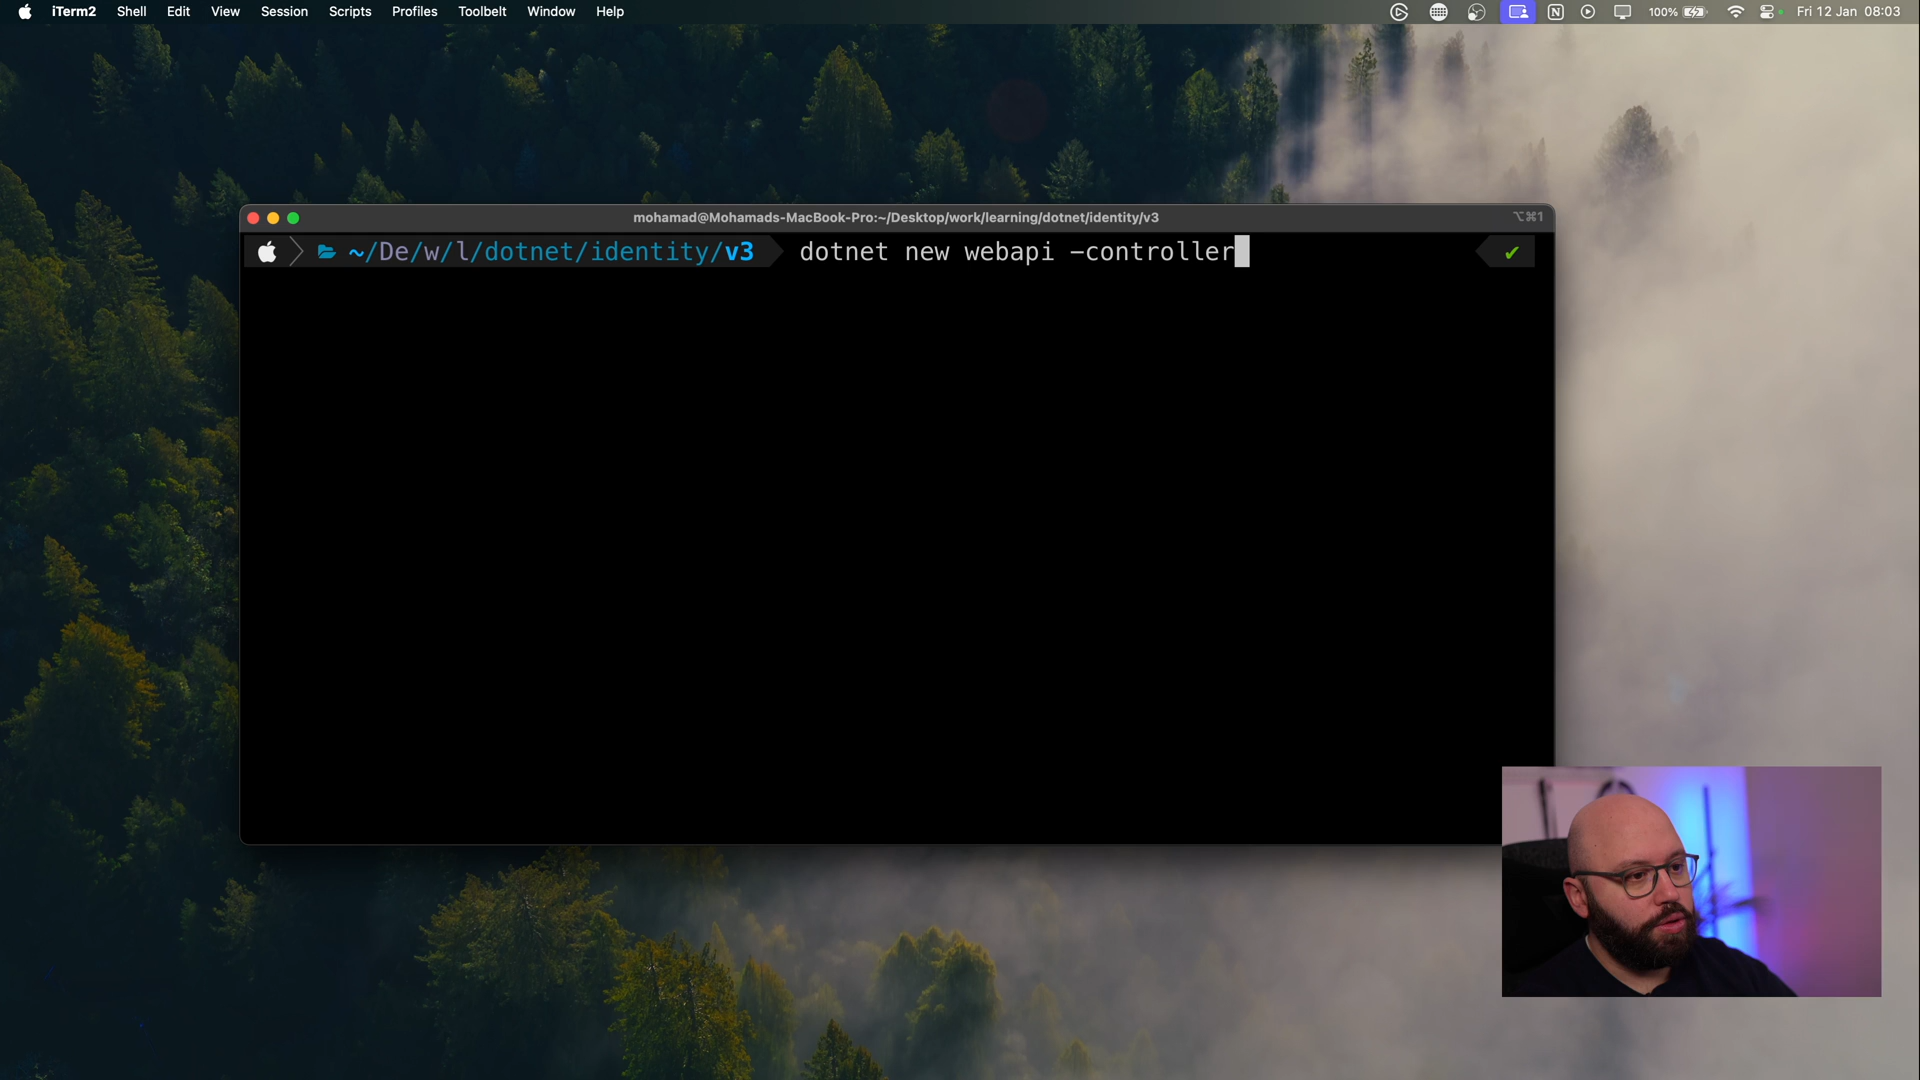 iTerm2 Shell Edit View Session Scripts Profiles Toolbelt Window Help 100% Fri 12 Jan 08:03
mohamad@Mohamads-MacBook-Pro:~/Desktop/work/learning/dotnet/identity/v3 ⌥⌘1
~/De/w/l/dotnet/identity/v3 dotnet new webapi -controller ✔